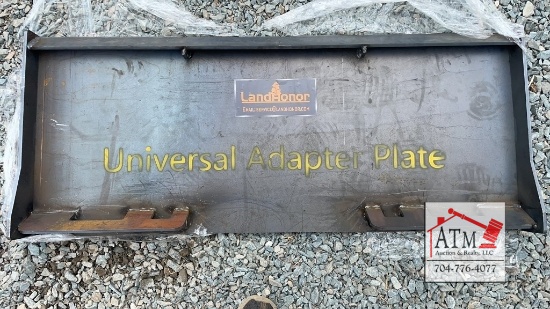 LandHonor
Universal Adapter Plate
ATM
Auction & Realty, LLC
704-776-4077